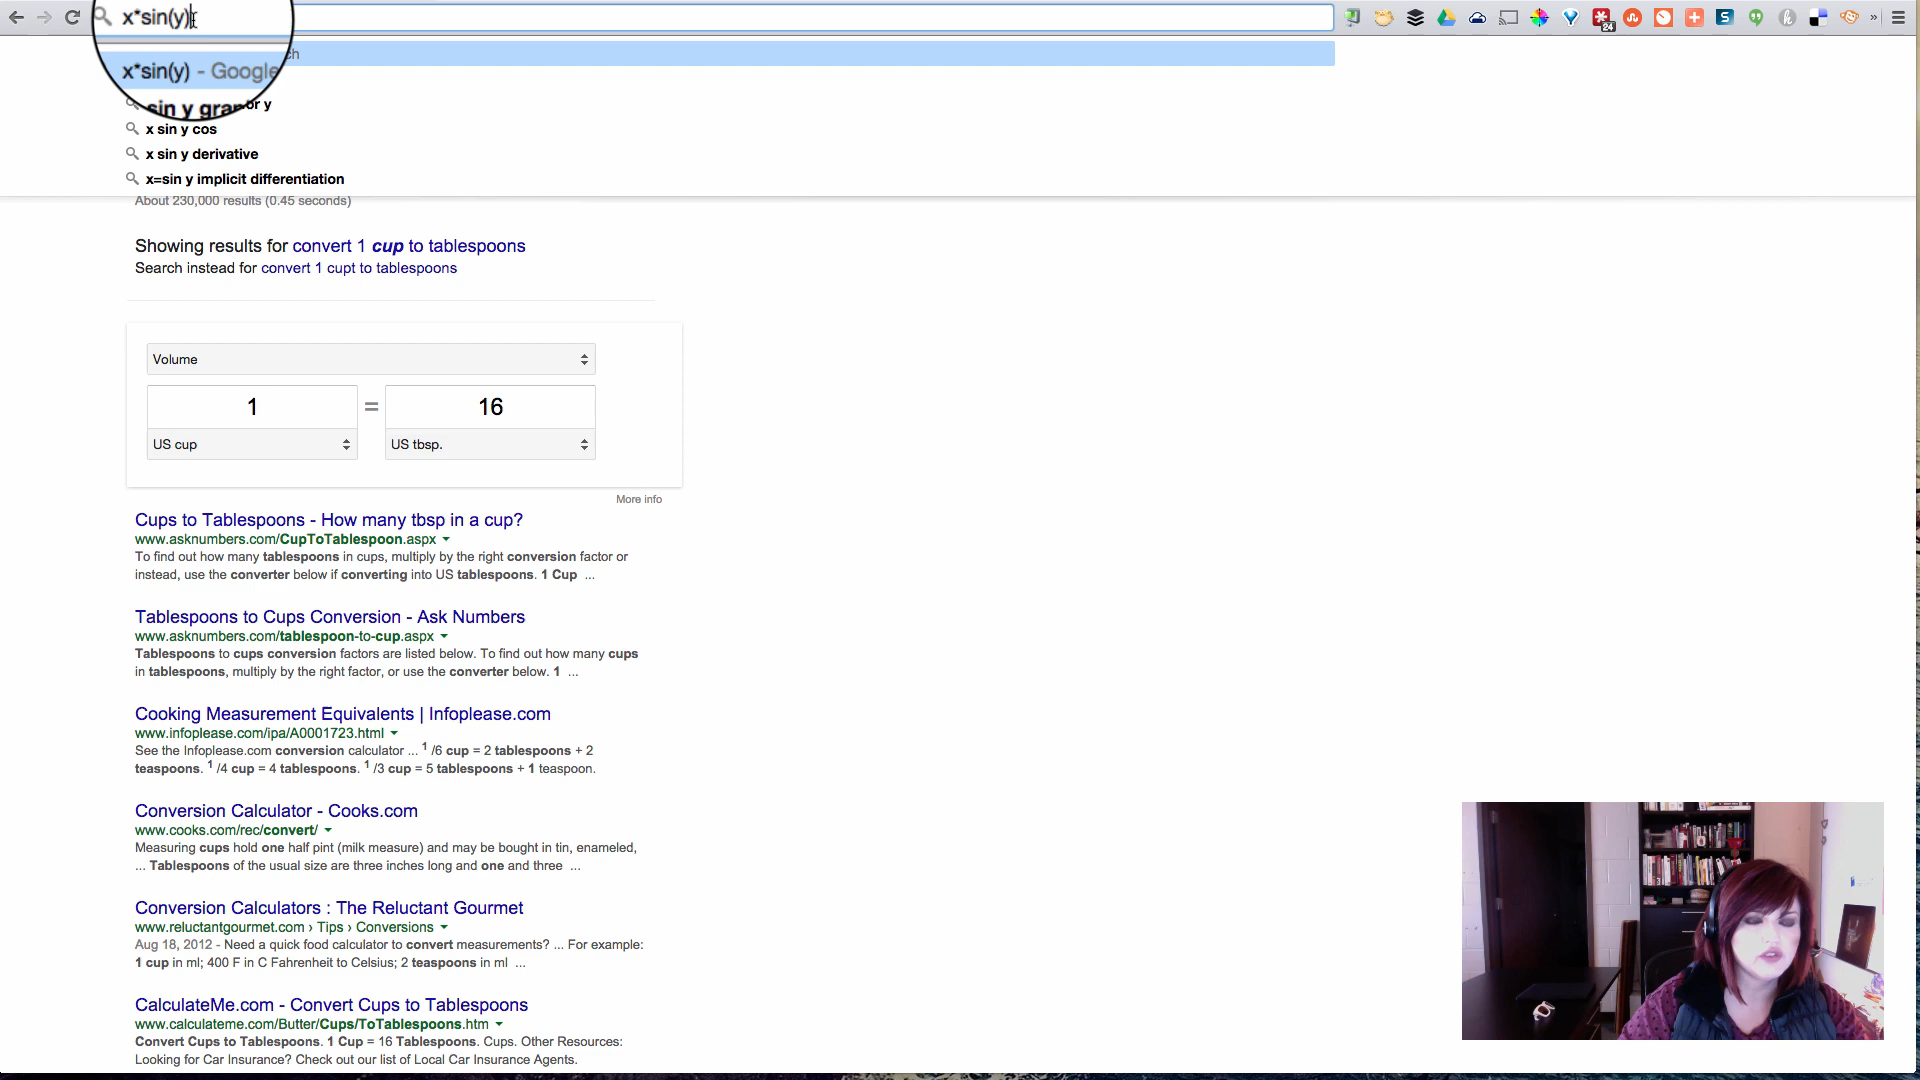 x*sin(y)
x*sin(y) - Google
ch
sin y gra
or y
x sin y cos
x sin y derivative
x=sin y implicit differentiation
24
»
About 230,000 results (0.45 seconds)
Showing results for convert 1 cup to tablespoons
Search instead for convert 1 cupt to tablespoons
Volume
1 = 16
US cup US tbsp.
More info
Cups to Tablespoons - How many tbsp in a cup?
www.asknumbers.com/CupToTablespoon.aspx
To find out how many tablespoons in cups, multiply by the right conversion factor or
instead, use the converter below if converting into US tablespoons. 1 Cup ...
Tablespoons to Cups Conversion - Ask Numbers
www.asknumbers.com/tablespoon-to-cup.aspx
Tablespoons to cups conversion factors are listed below. To find out how many cups
in tablespoons, multiply by the right factor, or use the converter below. 1 ...
Cooking Measurement Equivalents | Infoplease.com
www.infoplease.com/ipa/A0001723.html
See the Infoplease.com conversion calculator ... 1 /6 cup = 2 tablespoons + 2
teaspoons. 1 /4 cup = 4 tablespoons. 1 /3 cup = 5 tablespoons + 1 teaspoon.
Conversion Calculator - Cooks.com
www.cooks.com/rec/convert/
Measuring cups hold one half pint (milk measure) and may be bought in tin, enameled,
... Tablespoons of the usual size are three inches long and one and three ...
Conversion Calculators : The Reluctant Gourmet
www.reluctantgourmet.com › Tips › Conversions
Aug 18, 2012 - Need a quick food calculator to convert measurements? ... For example:
1 cup in ml; 400 F in C Fahrenheit to Celsius; 2 teaspoons in ml ...
CalculateMe.com - Convert Cups to Tablespoons
www.calculateme.com/Butter/Cups/ToTablespoons.htm
Convert Cups to Tablespoons. 1 Cup = 16 Tablespoons. Cups. Other Resources:
Looking for Car Insurance? Check out our list of Local Car Insurance Agents.